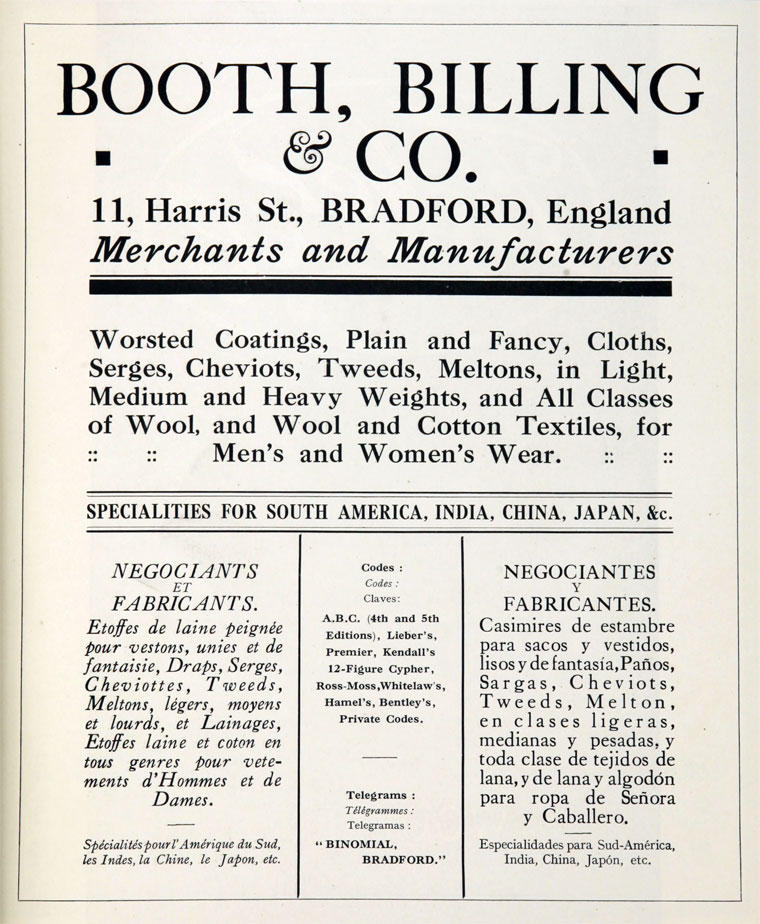 BOOTH, BILLING
& CO.
11, Harris St., BRADFORD, England
Merchants and Manufacturers
Worsted Coatings, Plain and Fancy, Cloths,
Serges, Cheviots, Tweeds, Meltons, in Light,
Medium and Heavy Weights, and All Classes
of Wool, and Wool and Cotton Textiles, for
:: :: Men's and Women's Wear. :: ::
SPECIALITIES FOR SOUTH AMERICA, INDIA, CHINA, JAPAN, &c.
NEGOCIANTS
ET
FABRICANTS.
Etoffes de laine peignée
pour vestons, unies et de
fantaisie, Draps, Serges,
Cheviottes, Tweeds,
Meltons, légers, moyens
et lourds, et Lainages,
Etoffes laine et coton en
tous genres pour vete-
ments d'Hommes et de
Dames.
Spécialités pour l'Amérique du Sud,
les Indes, la Chine, le Japon, etc.
Codes :
Codes :
Claves:
A.B.C. (4th and 5th
Editions), Lieber's,
Premier, Kendall's
12-Figure Cypher,
Ross-Moss, Whitelaw's,
Hamel's, Bentley's,
Private Codes.
Telegrams :
Télégrammes :
Telegramas :
"BINOMIAL,
BRADFORD."
NEGOCIANTES
Y
FABRICANTES.
Casimires de estambre
para sacos y vestidos,
lisos y de fantasía, Paños,
Sargas, Cheviots,
Tweeds, Melton,
en clases ligeras,
medianas y pesadas, y
toda clase de tejidos de
lana, y de lana y algodón
para ropa de Señora
y Caballero.
Especialidades para Sud-América,
India, China, Japón, etc.